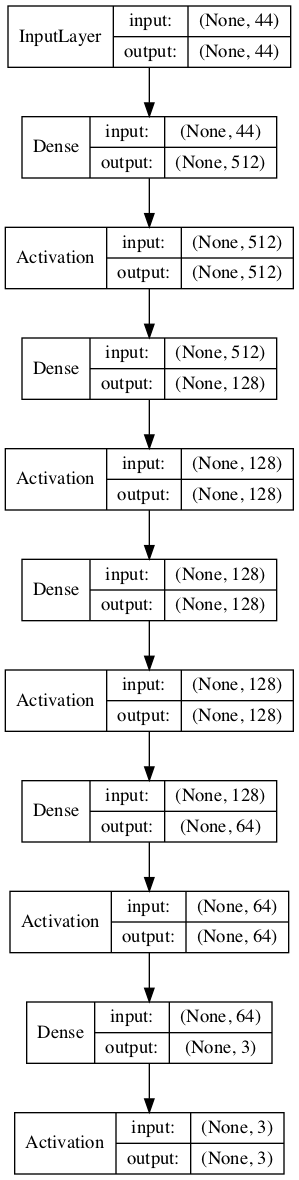 InputLayer input: (None, 44)
output: (None, 44)
Dense input: (None, 44)
output: (None, 512)
Activation input: (None, 512)
output: (None, 512)
Dense input: (None, 512)
output: (None, 128)
Activation input: (None, 128)
output: (None, 128)
Dense input: (None, 128)
output: (None, 128)
Activation input: (None, 128)
output: (None, 128)
Dense input: (None, 128)
output: (None, 64)
Activation input: (None, 64)
output: (None, 64)
Dense input: (None, 64)
output: (None, 3)
Activation input: (None, 3)
output: (None, 3)